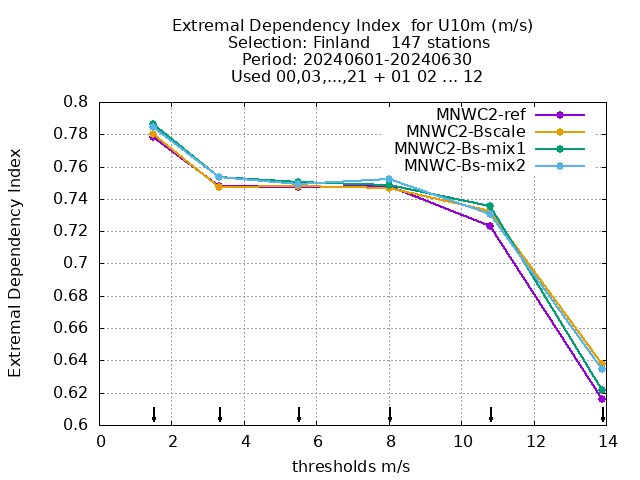 Extremal Dependency Index  for U10m (m/s)
Selection: Finland    147 stations
Period: 20240601-20240630
Used 00,03,...,21 + 01 02 ... 12
MNWC2-ref
MNWC2-Bscale
MNWC2-Bs-mix1
MNWC-Bs-mix2
Extremal Dependency Index
0.8
0.78
0.76
0.74
0.72
0.7
0.68
0.66
0.64
0.62
0.6
0 2 4 6 8 10 12 14
thresholds m/s